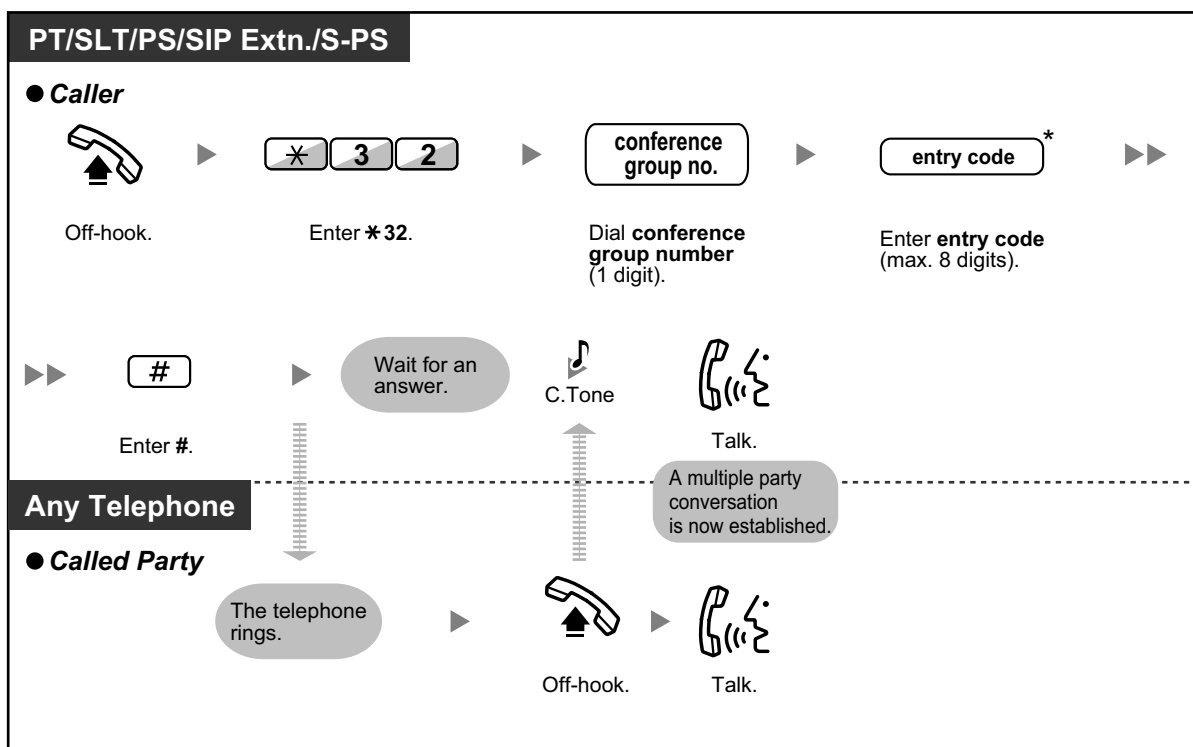 PT/SLT/PS/SIP Extn./S-PS
● Caller
* 3 2
conference
group no.
entry code*
Off-hook.
Enter *32.
Dial conference
group number
(1 digit).
Enter entry code
(max. 8 digits).
#
Wait for an
answer.
C.Tone
Enter #.
Talk.
A multiple party
conversation
is now established.
Any Telephone
● Called Party
The telephone
rings.
Off-hook.
Talk.